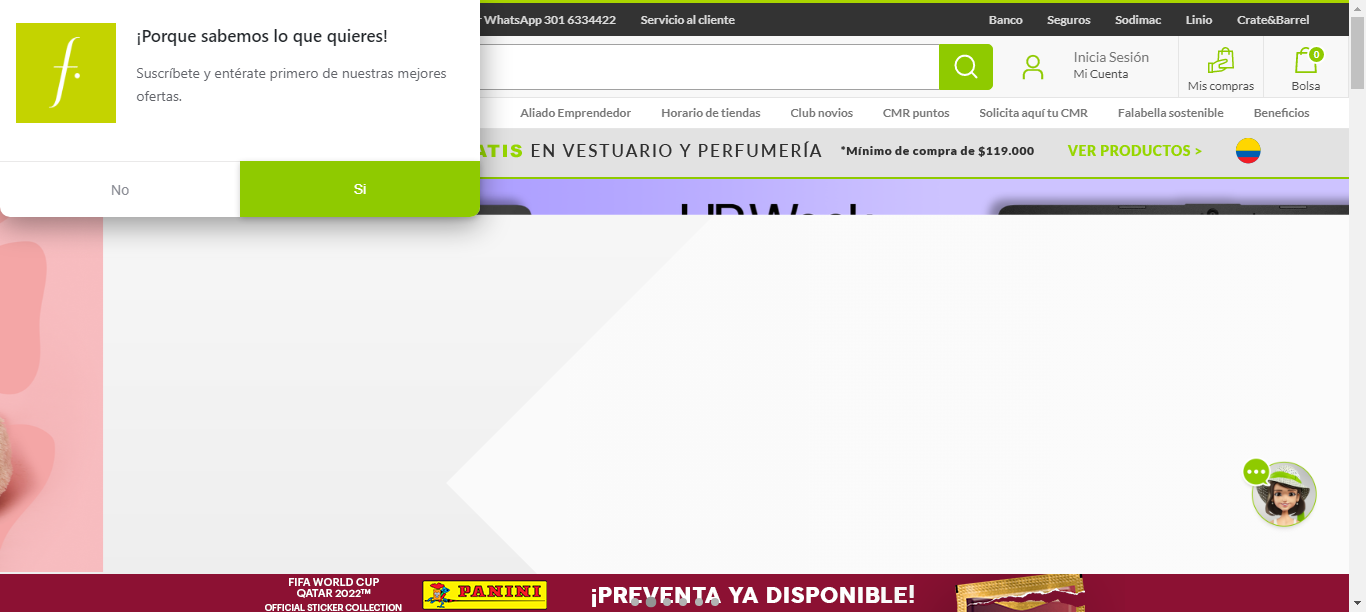 ¡Porque sabemos lo que quieres!
Suscríbete y entérate primero de nuestras mejores
ofertas.
No
Si
WhatsApp 301 6334422
Servicio al cliente
Banco
Seguros
Sodimac
Linio
Crate&Barrel
Inicia Sesión
Mi Cuenta
Mis compras
0
Bolsa
Aliado Emprendedor
Horario de tiendas
Club novios
CMR puntos
Solicita aquí tu CMR
Falabella sostenible
Beneficios
EN VESTUARIO Y PERFUMERÍA
*Mínimo de compra de $119.000
VER PRODUCTOS >
HP Week
FIFA WORLD CUP
QATAR 2022™
OFFICIAL STICKER COLLECTION
PANINI
¡PREVENTA YA DISPONIBLE!